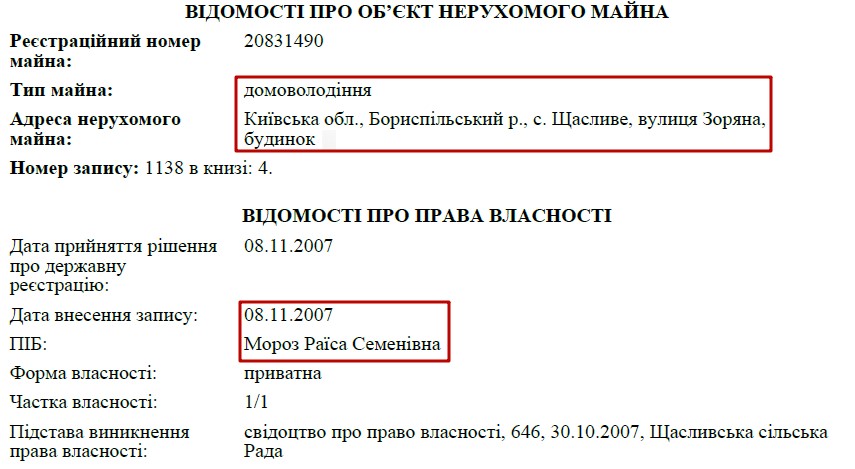 ВІДОМОСТІ ПРО ОБ’ЄКТ НЕРУХОМОГО МАЙНА
Реєстраційний номер майна: 20831490
Тип майна: домоволодіння
Адреса нерухомого майна: Київська обл., Бориспільський р., с. Щасливе, вулиця Зоряна, будинок
Номер запису: 1138 в книзі: 4.
ВІДОМОСТІ ПРО ПРАВА ВЛАСНОСТІ
Дата прийняття рішення про державну реєстрацію: 08.11.2007
Дата внесення запису: 08.11.2007
ПІБ: Мороз Раїса Семенівна
Форма власності: приватна
Частка власності: 1/1
Підстава виникнення права власності: свідоцтво про право власності, 646, 30.10.2007, Щасливська сільська Рада